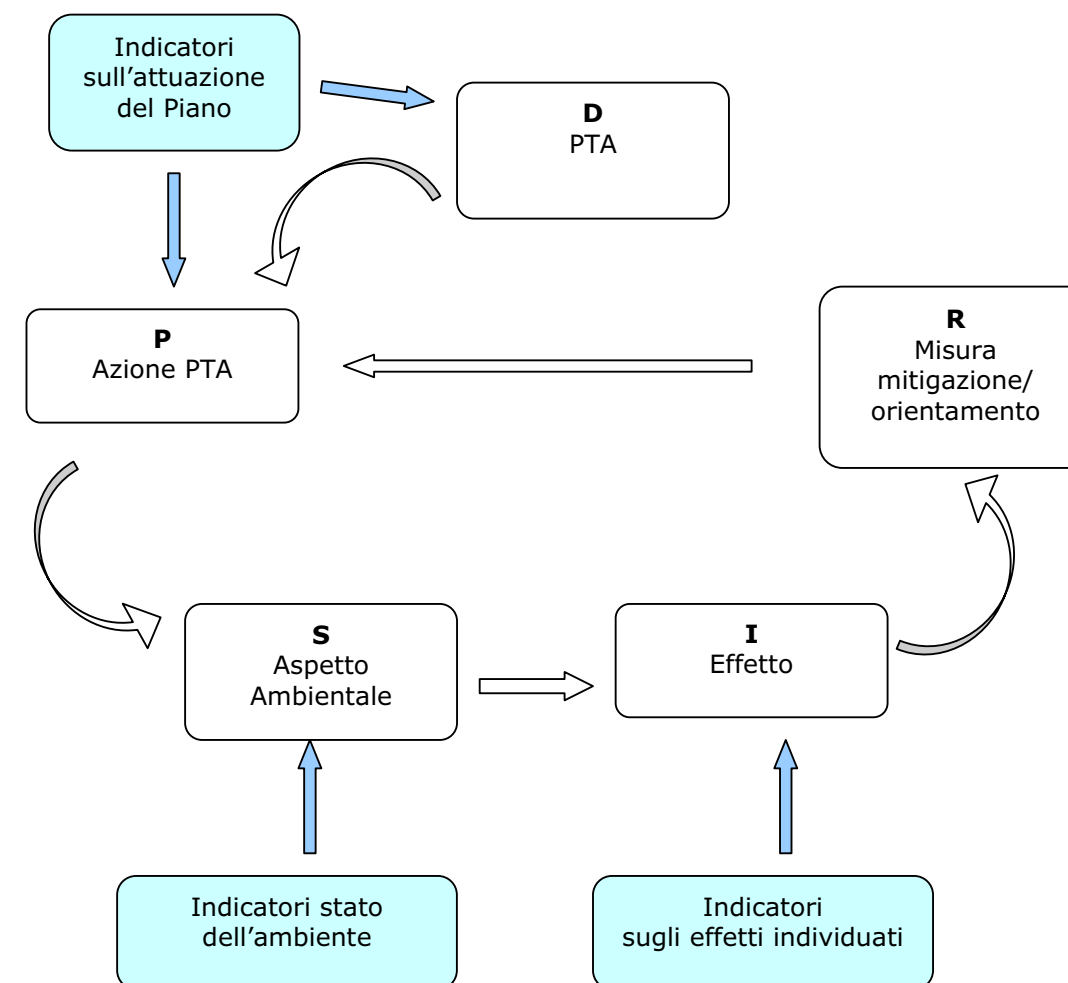 Indicatori
sull’attuazione
del Piano
D
PTA
P
Azione PTA
R
Misura
mitigazione/
orientamento
S
Aspetto
Ambientale
I
Effetto
Indicatori stato
dell’ambiente
Indicatori
sugli effetti individuati